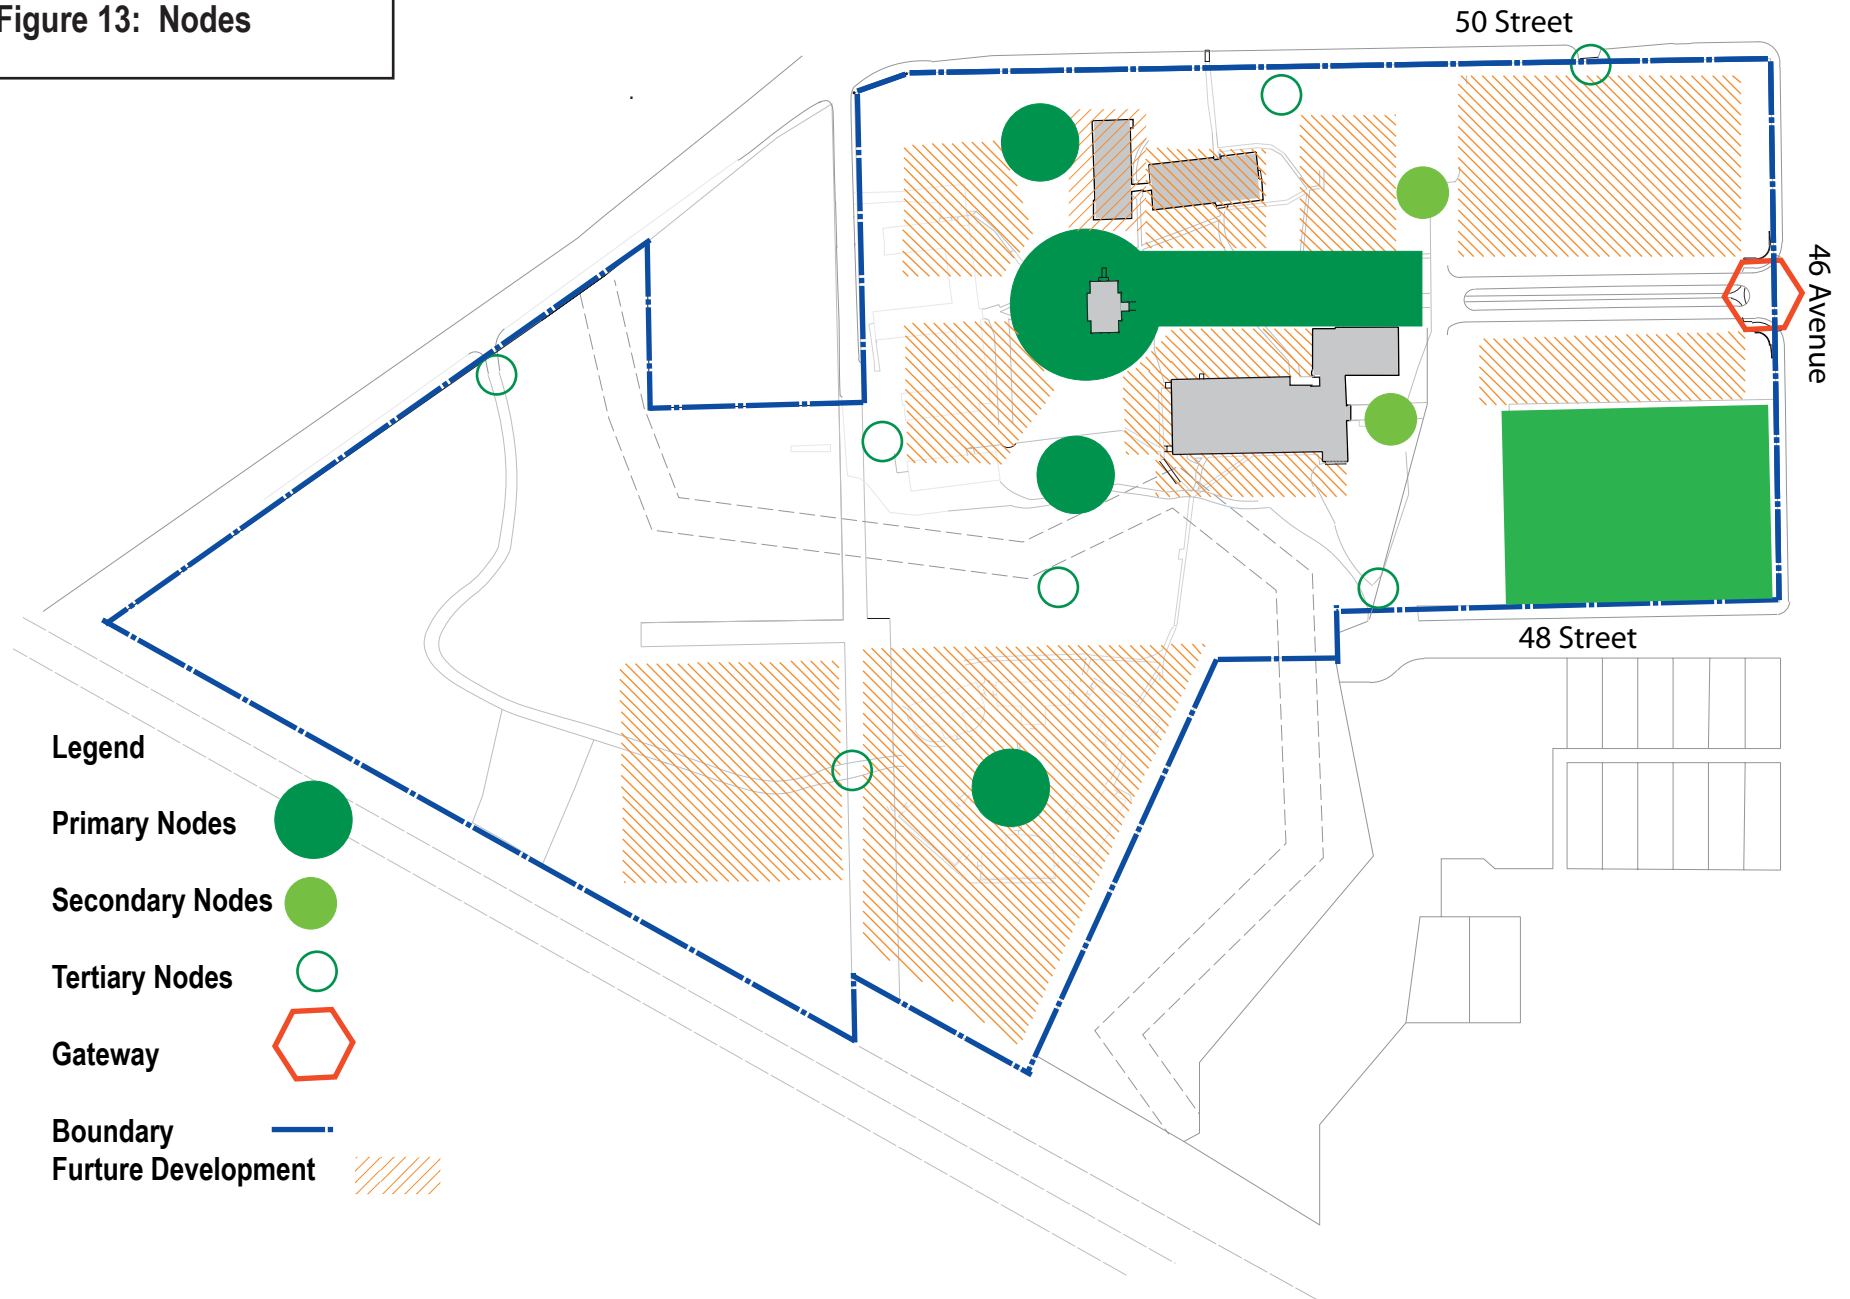 Figure 13: Nodes
50 Street
46 Avenue
48 Street
Legend
Primary Nodes
Secondary Nodes
Tertiary Nodes
Gateway
Boundary
Furture Development